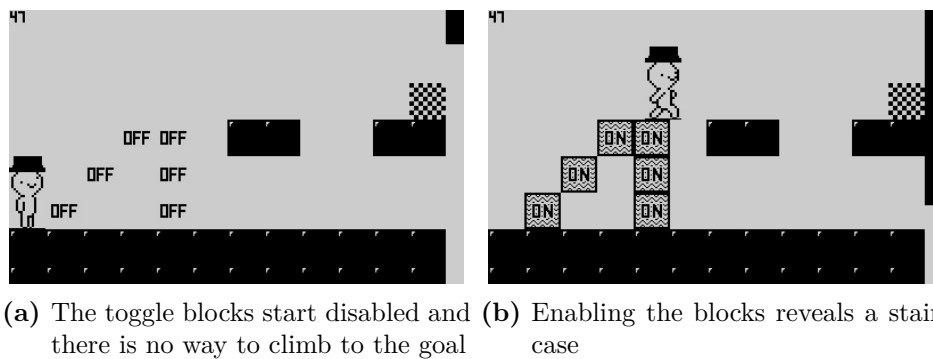 47
OFF OFF
OFF OFF
OFF OFF
47
ON ON
ON ON
ON ON
(a) The toggle blocks start disabled and
there is no way to climb to the goal
(b) Enabling the blocks reveals a stair
case